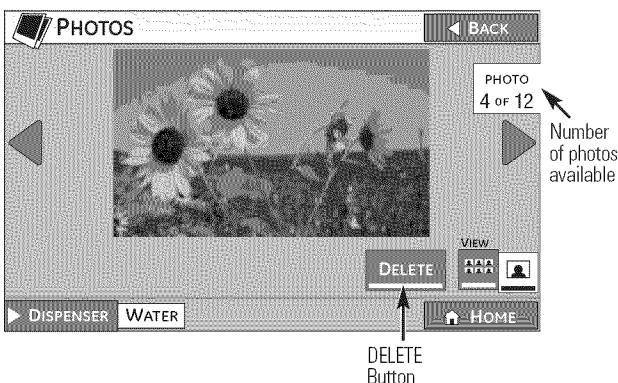 PHOTOS
BACK
PHOTO
4 OF 12
Number
of photos
available
VIEW
DELETE
DISPENSER WATER
HOME
DELETE
Button